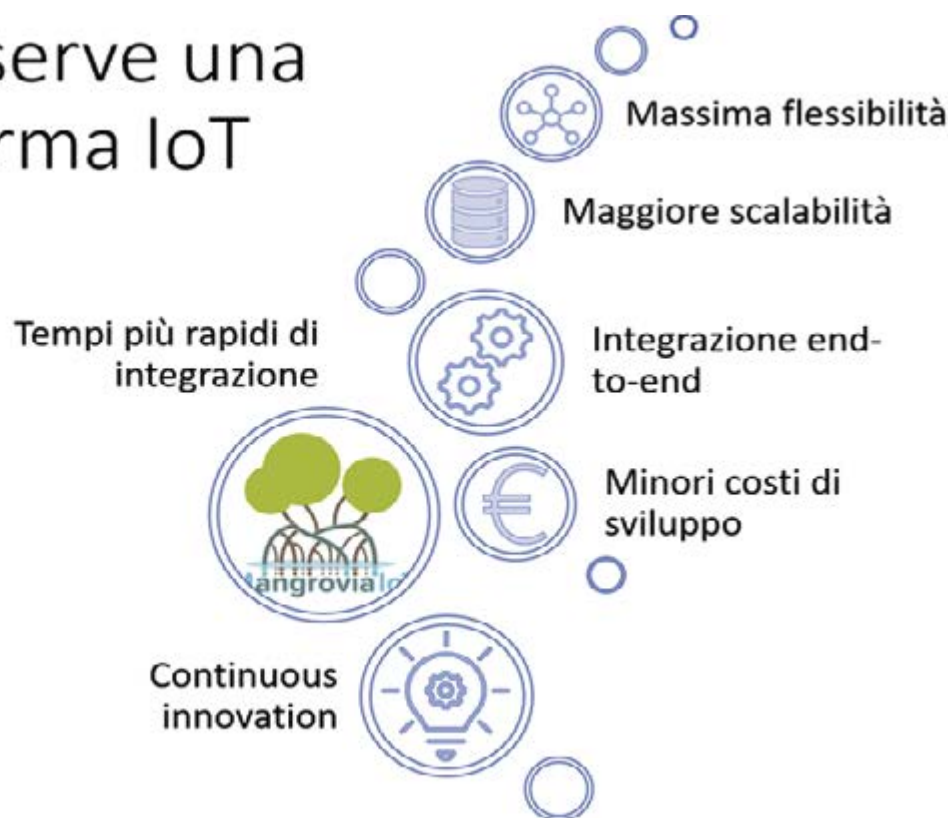 serve una
rma IoT
Massima flessibilità
Maggiore scalabilità
Tempi più rapidi di
integrazione
Integrazione end-
to-end
Minori costi di
sviluppo
angroviaIo
Continuous
innovation